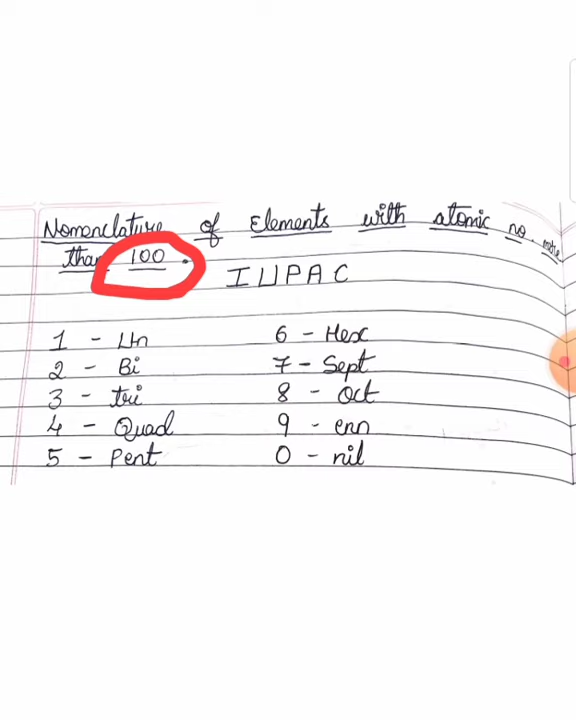 Nomenclature of Elements with atomic no. more
than 100.
IUPAC
1 - Un 6 - Hex
2 - Bi 7 - Sept
3 - tri 8 - Oct
4 - Quad 9 - enn
5 - Pent 0 - nil